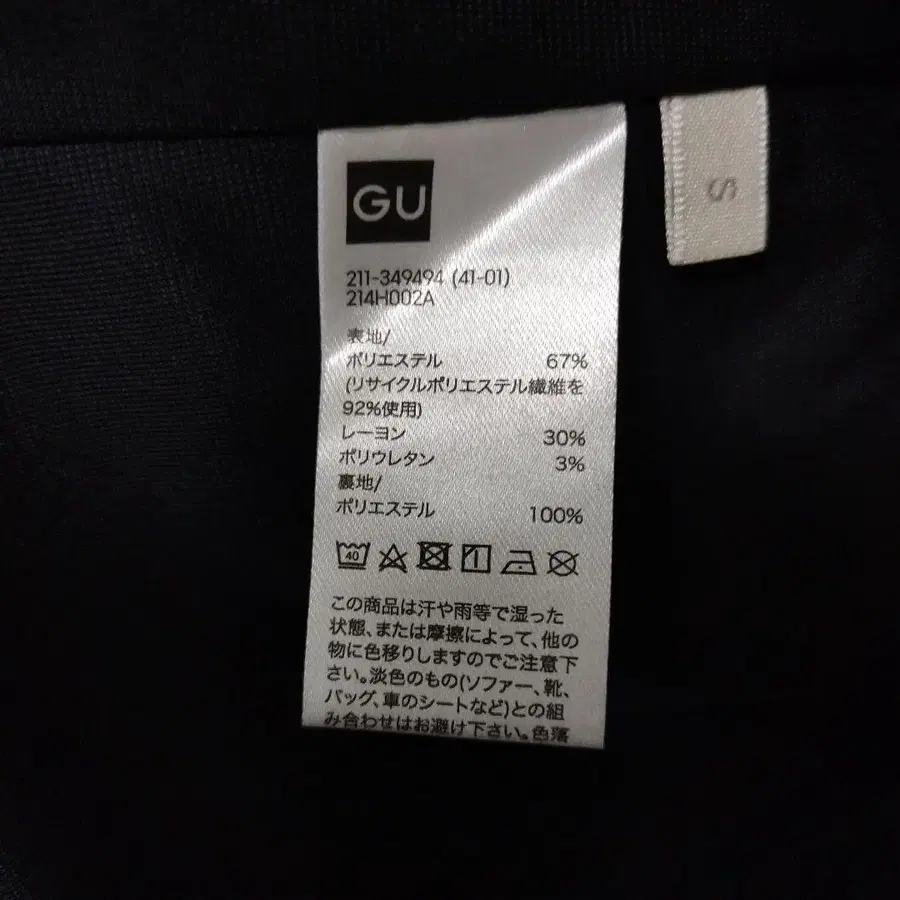 GU
S
211-349494 (41-01)
214H002A
表地/
ポリエステル 67%
(リサイクルポリエステル繊維を
92%使用)
レーヨン 30%
ポリウレタン 3%
裏地/
ポリエステル 100%
40
この商品は汗や雨等で湿った
状態、または摩擦によって、他の
物に色移りしますのでご注意下
さい。淡色のもの(ソファー、靴、
バッグ、車のシートなど)との組
み合わせはお避け下さい。色落